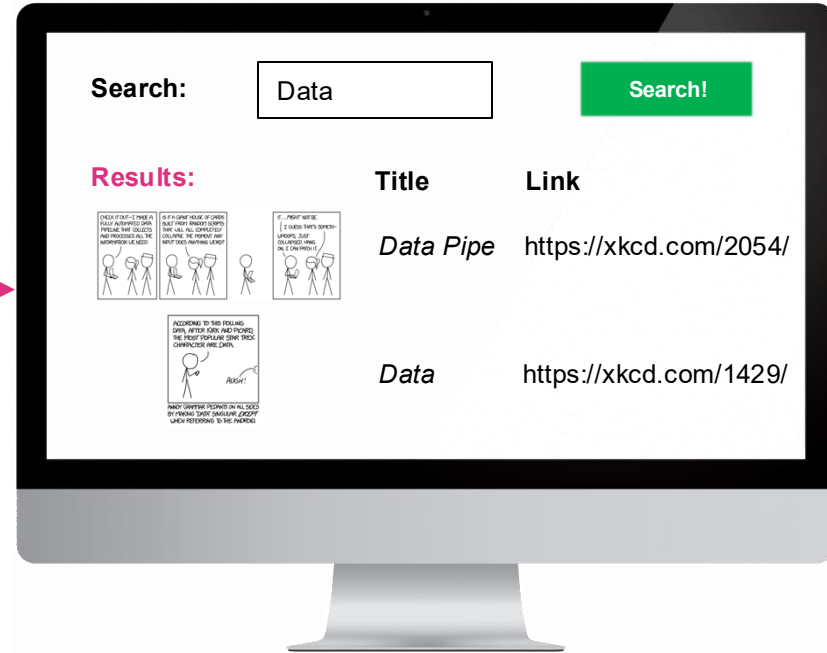 Search:
Data
Search!
Results:
Title
Link
CHECK IT OUT—I MADE A
FULLY AUTOMATED DATA
PIPELINE THAT COLLECTS
AND PROCESSES ALL THE
INFORMATION WE NEED.
IS IT A GIANT HOUSE OF CARDS
BUILT FROM RANDOM SCRIPTS
THAT WILL ALL COMPLETELY
COLLAPSE THE MOMENT ANY
INPUT DOES ANYTHING WEIRD?
IT... MIGHT NOT BE.
I GUESS THAT'S SOMETH-
WHOOPS, JUST
COLLAPSED. HANG
ON, I CAN PATCH IT.
Data Pipe
https://xkcd.com/2054/
ACCORDING TO THIS POLLING
DATA, AFTER KIRK AND PICARD,
THE MOST POPULAR STAR TREK
CHARACTER ARE DATA.
AUGH!
ANNOY GRAMMAR PEDANTS ON ALL SIDES
BY MAKING "DATA" SINGULAR EXCEPT
WHEN REFERRING TO THE ANDROID.
Data
https://xkcd.com/1429/